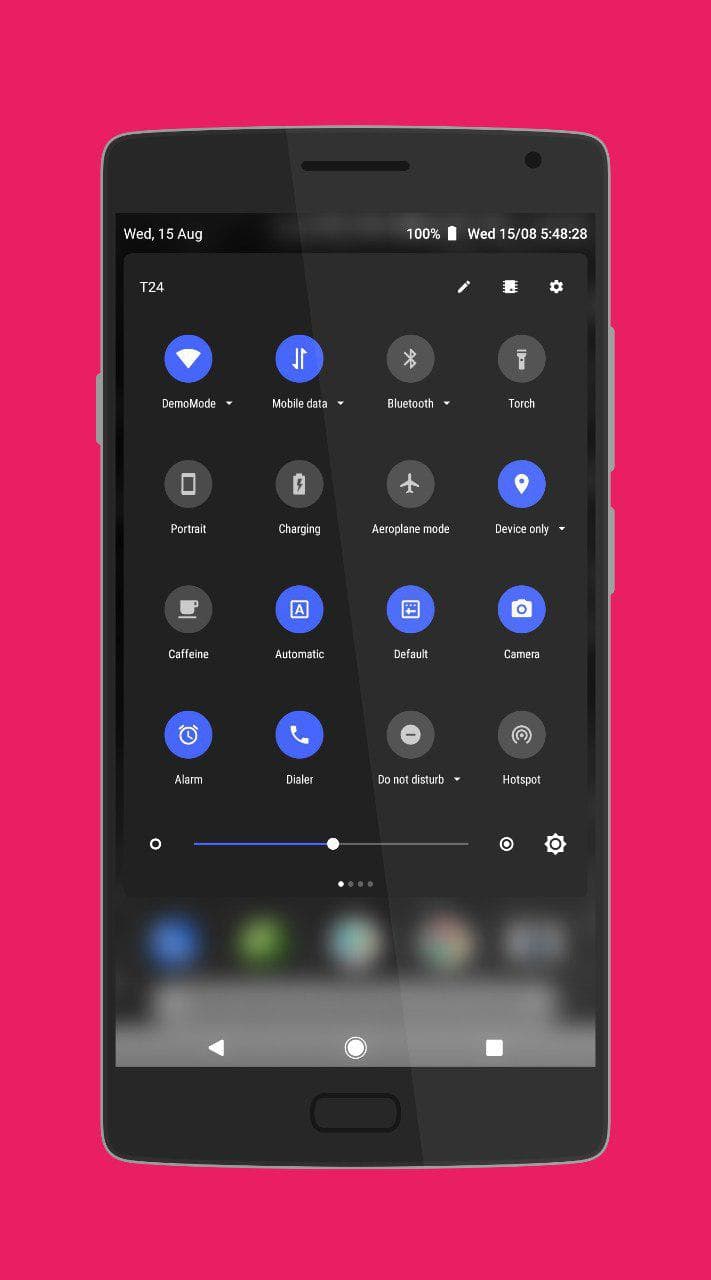 Wed, 15 Aug 100% Wed 15/08 5:48:28
T24
DemoMode Mobile data Bluetooth Torch
Portrait Charging Aeroplane mode Device only
Caffeine Automatic Default Camera
Alarm Dialer Do not disturb Hotspot